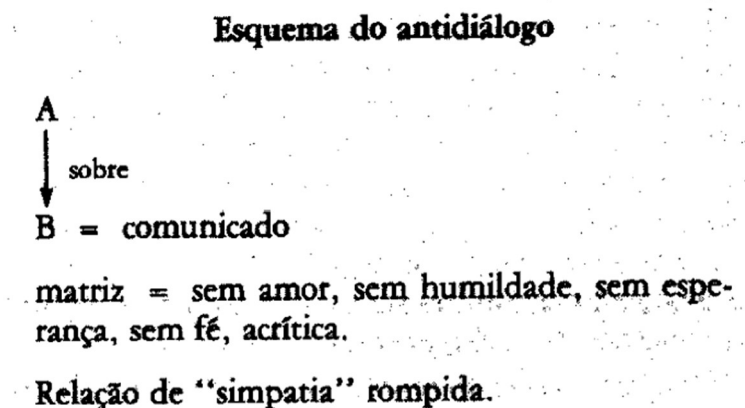 Esquema do antidiálogo
A
sobre
B = comunicado
matriz = sem amor, sem humildade, sem espe-
rança, sem fé, acrítica.
Relação de “simpatia” rompida.